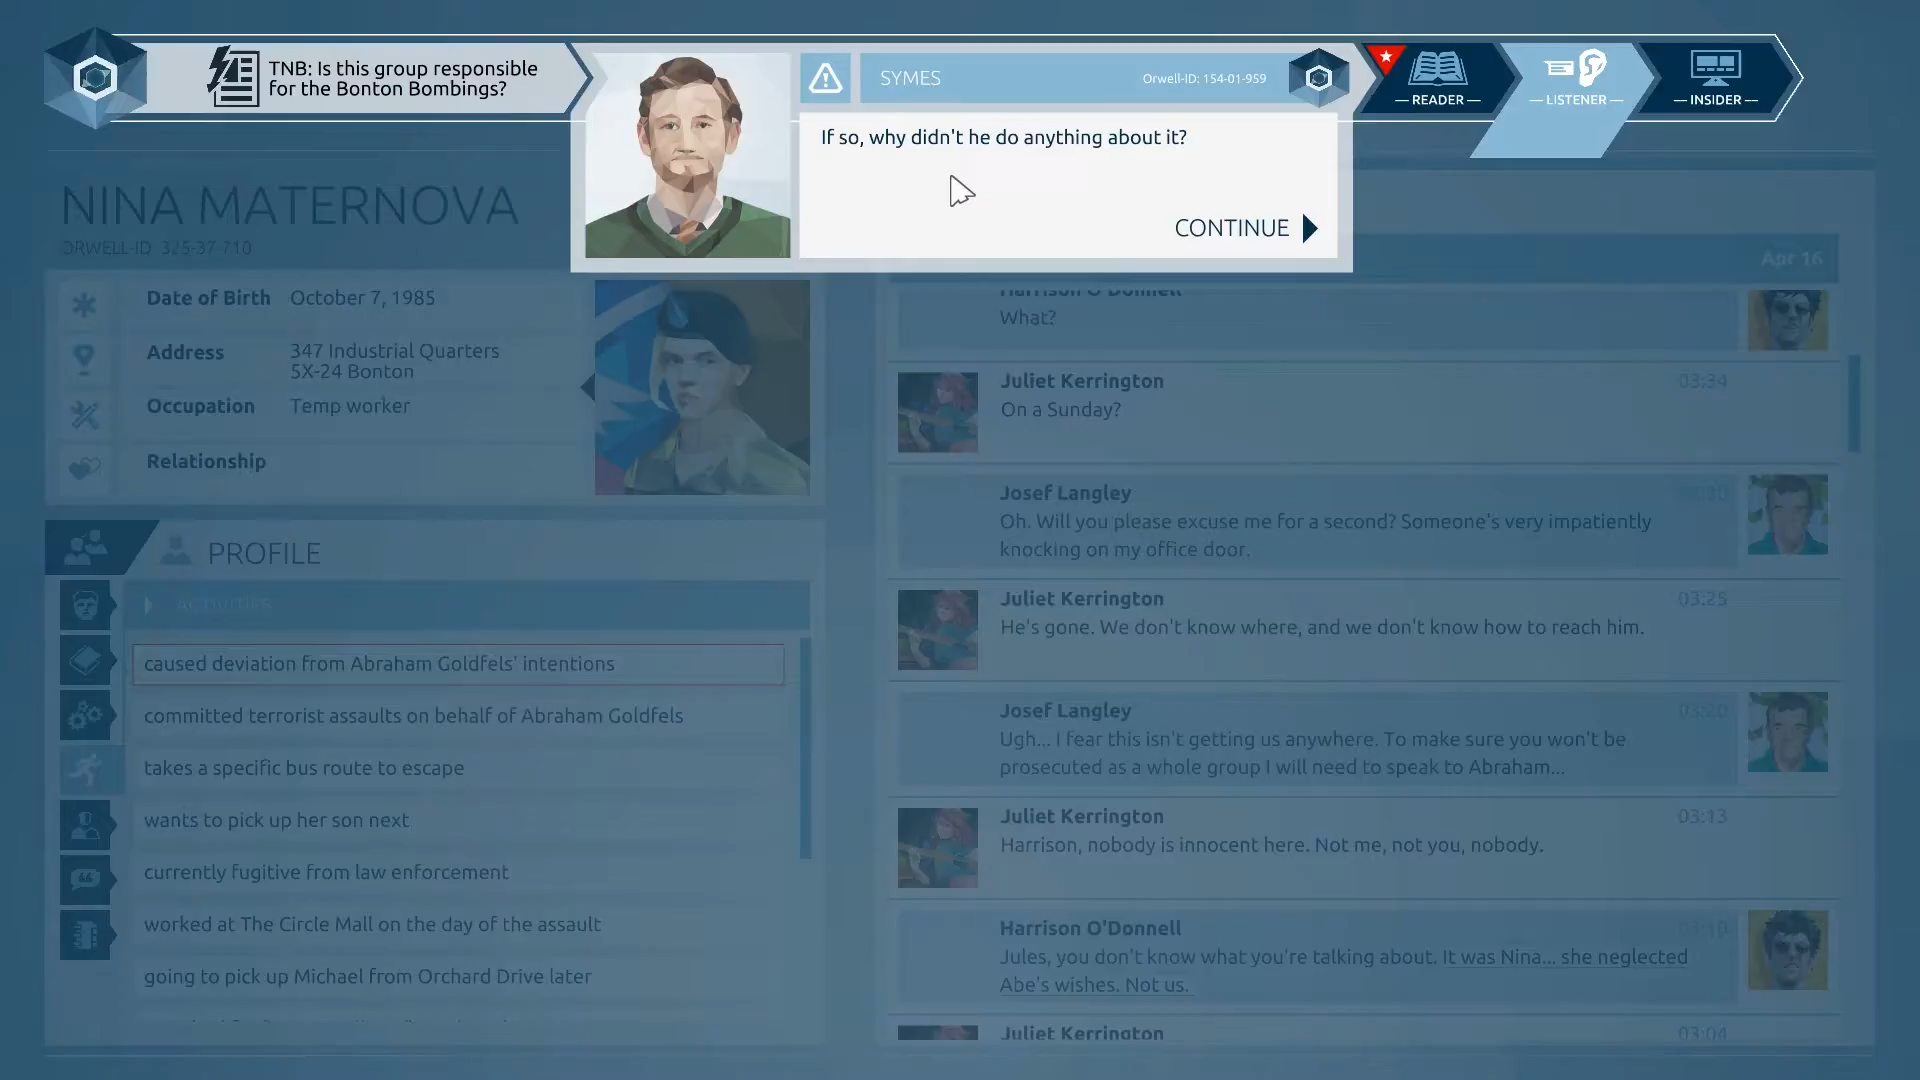 TNB: Is this group responsible
for the Bonton Bombings?
SYMES
Orwell-ID: 154-01-959
If so, why didn't he do anything about it?
CONTINUE
READER
LISTENER
INSIDER
NINA MATERNOVA
ORWELL-ID 325-37-710
Date of Birth October 7, 1985
Address 347 Industrial Quarters
5X-24 Bonton
Occupation Temp worker
Relationship
PROFILE
ACTIVITIES
caused deviation from Abraham Goldfels' intentions
committed terrorist assaults on behalf of Abraham Goldfels
takes a specific bus route to escape
wants to pick up her son next
currently fugitive from law enforcement
worked at The Circle Mall on the day of the assault
going to pick up Michael from Orchard Drive later
Apr 16
Harrison O'Donnell
What?
Juliet Kerrington 03:34
On a Sunday?
Josef Langley
Oh. Will you please excuse me for a second? Someone's very impatiently
knocking on my office door.
Juliet Kerrington 03:25
He's gone. We don't know where, and we don't know how to reach him.
Josef Langley 03:20
Ugh... I fear this isn't getting us anywhere. To make sure you won't be
prosecuted as a whole group I will need to speak to Abraham...
Juliet Kerrington 03:13
Harrison, nobody is innocent here. Not me, not you, nobody.
Harrison O'Donnell 03:10
Jules, you don't know what you're talking about. It was Nina... she neglected
Abe's wishes. Not us.
Juliet Kerrington 03:04